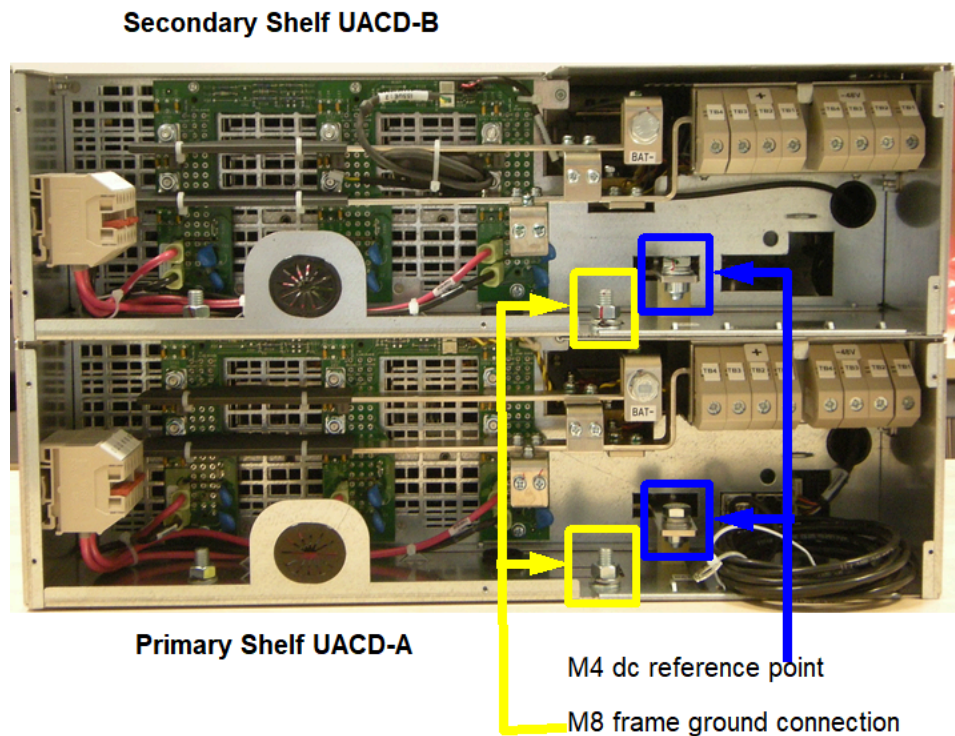 Secondary Shelf UACD-B
TB4 TB3 TB2 TB1
+
-48V
TB4 TB3 TB2 TB1
BAT-
TB4 TB3 TB2
+
-48V
TB4 TB3 TB2 TB1
BAT-
Primary Shelf UACD-A
M4 dc reference point
M8 frame ground connection